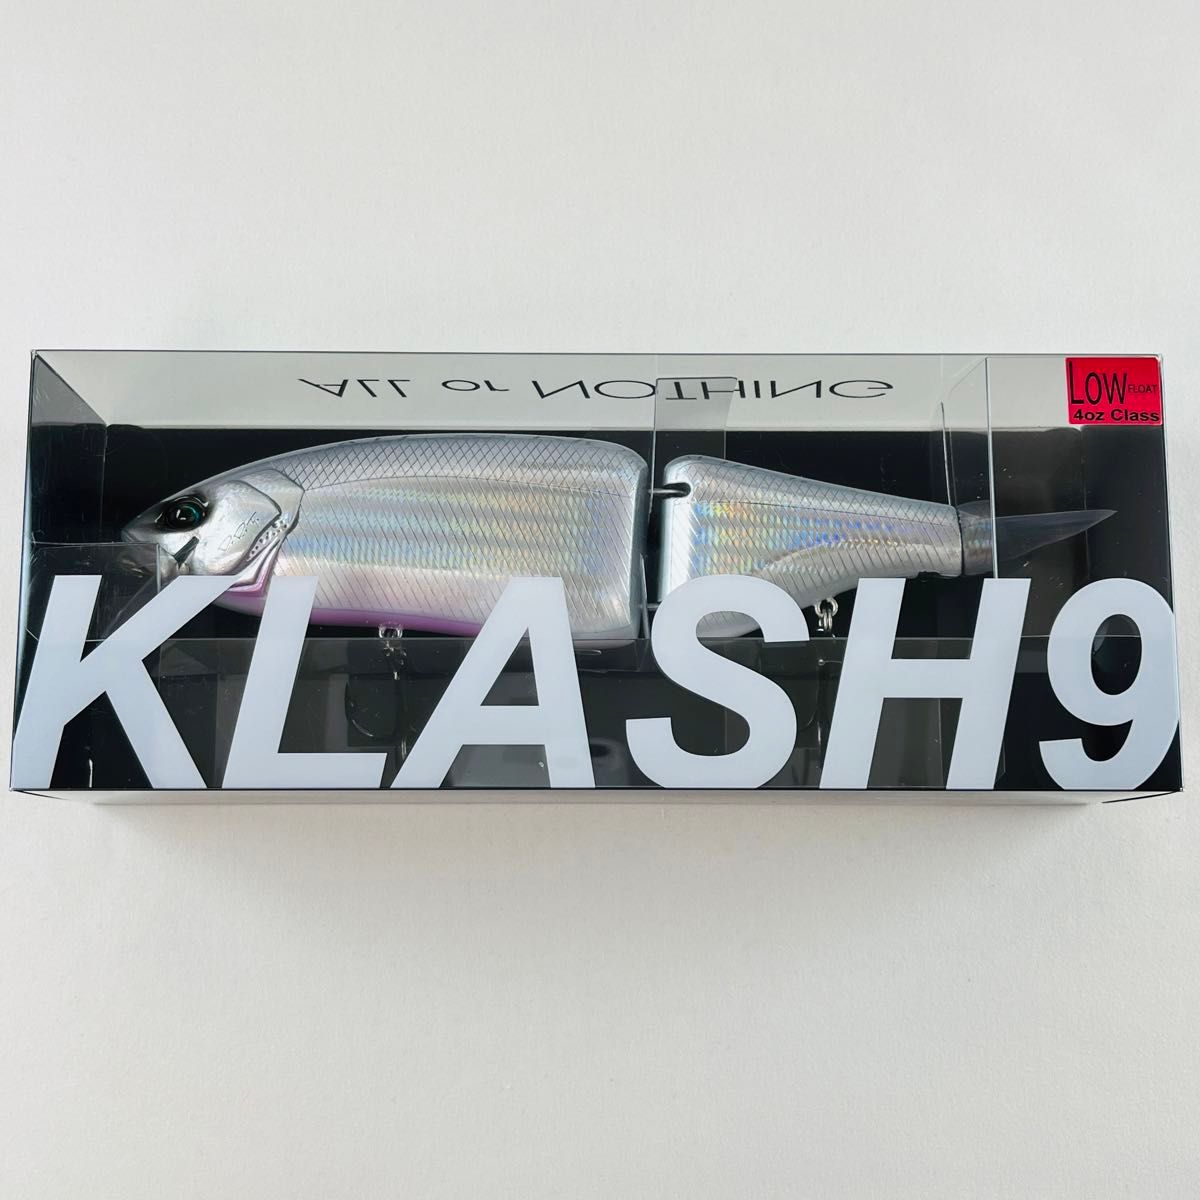 ALL or NOTHING
LOW FLOAT
4oz Class
KLASH9